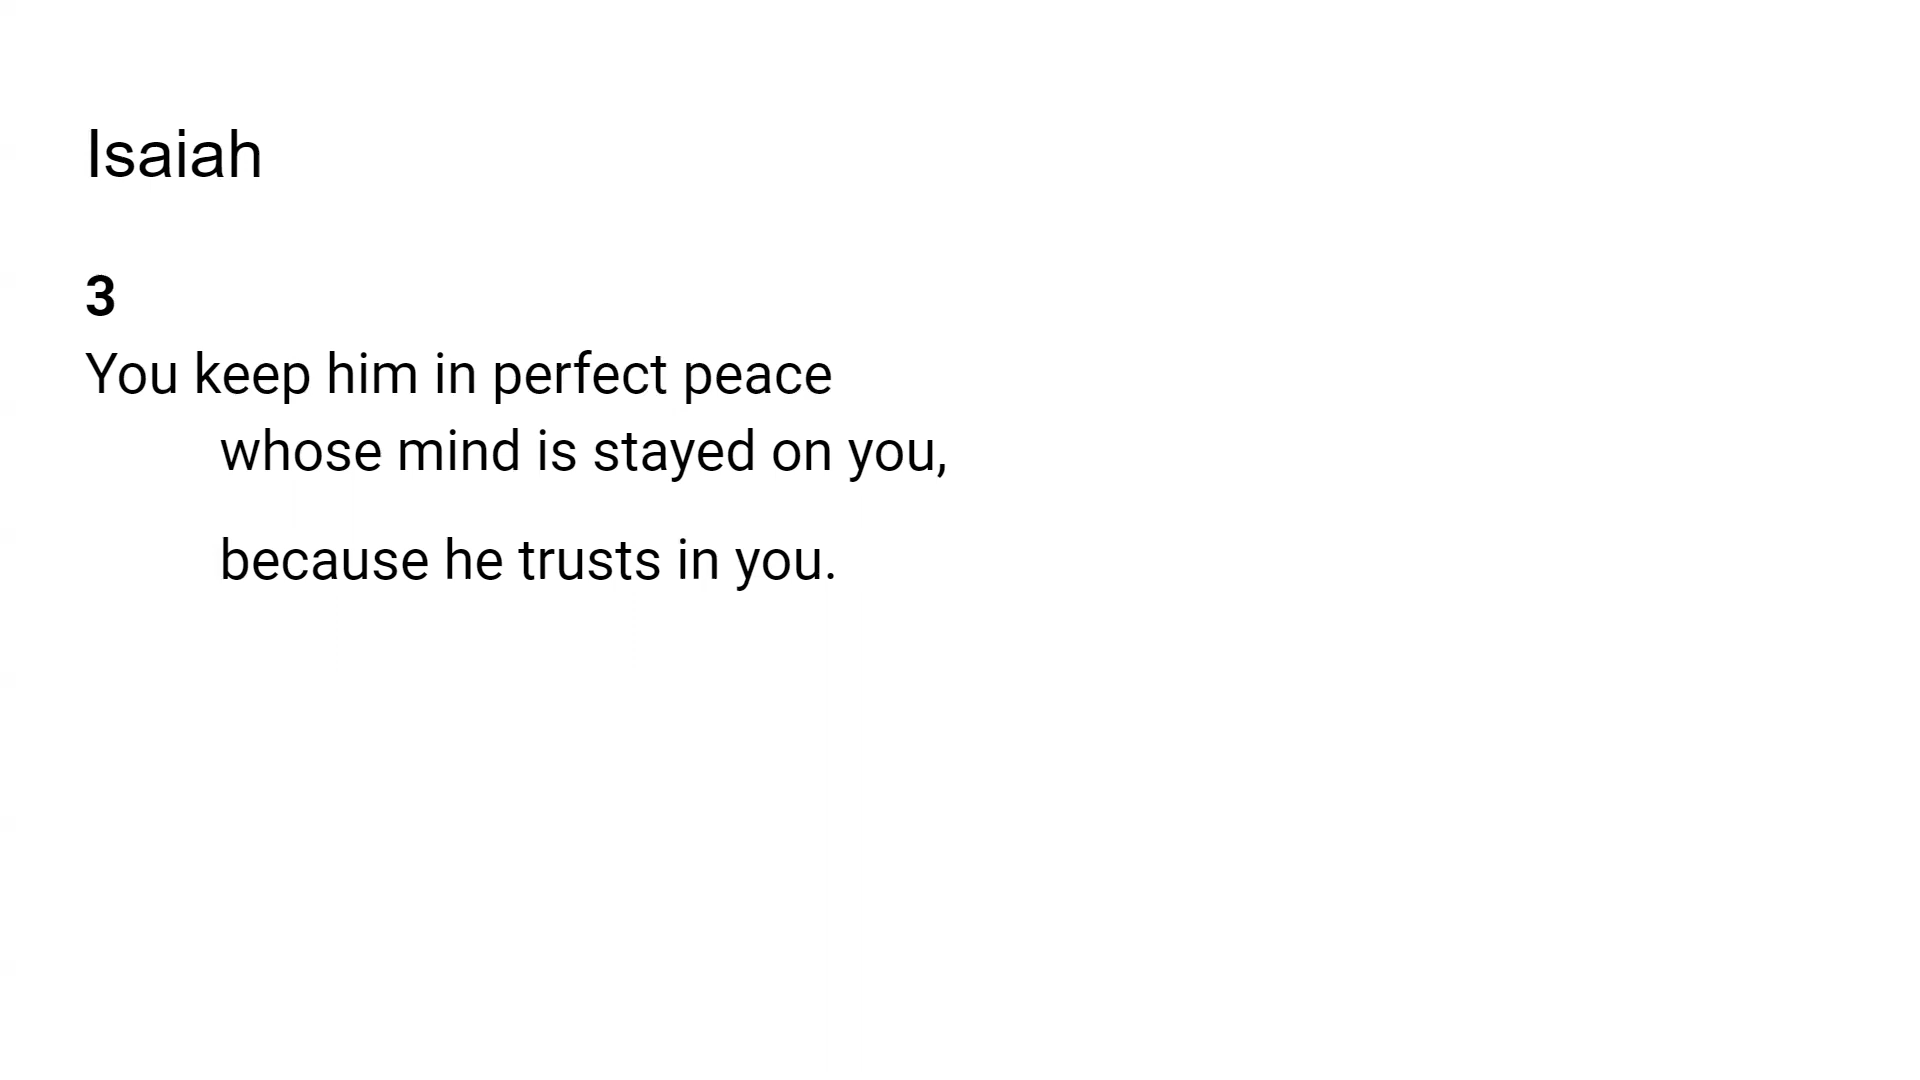 Isaiah
3
You keep him in perfect peace
whose mind is stayed on you,
because he trusts in you.